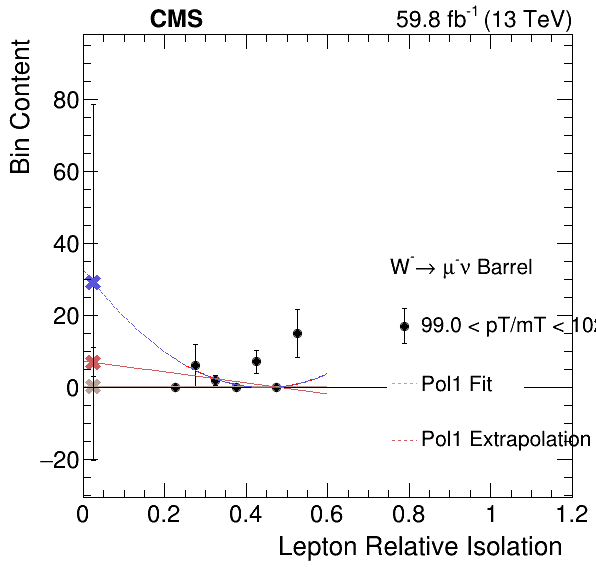 CMS
59.8 fb⁻¹ (13 TeV)
Bin Content
80
60
40
20
0
−20
W⁻→ μ⁻ν Barrel
99.0 < pT/mT < 102
Pol1 Fit
Pol1 Extrapolation
0 0.2 0.4 0.6 0.8 1 1.2
Lepton Relative Isolation